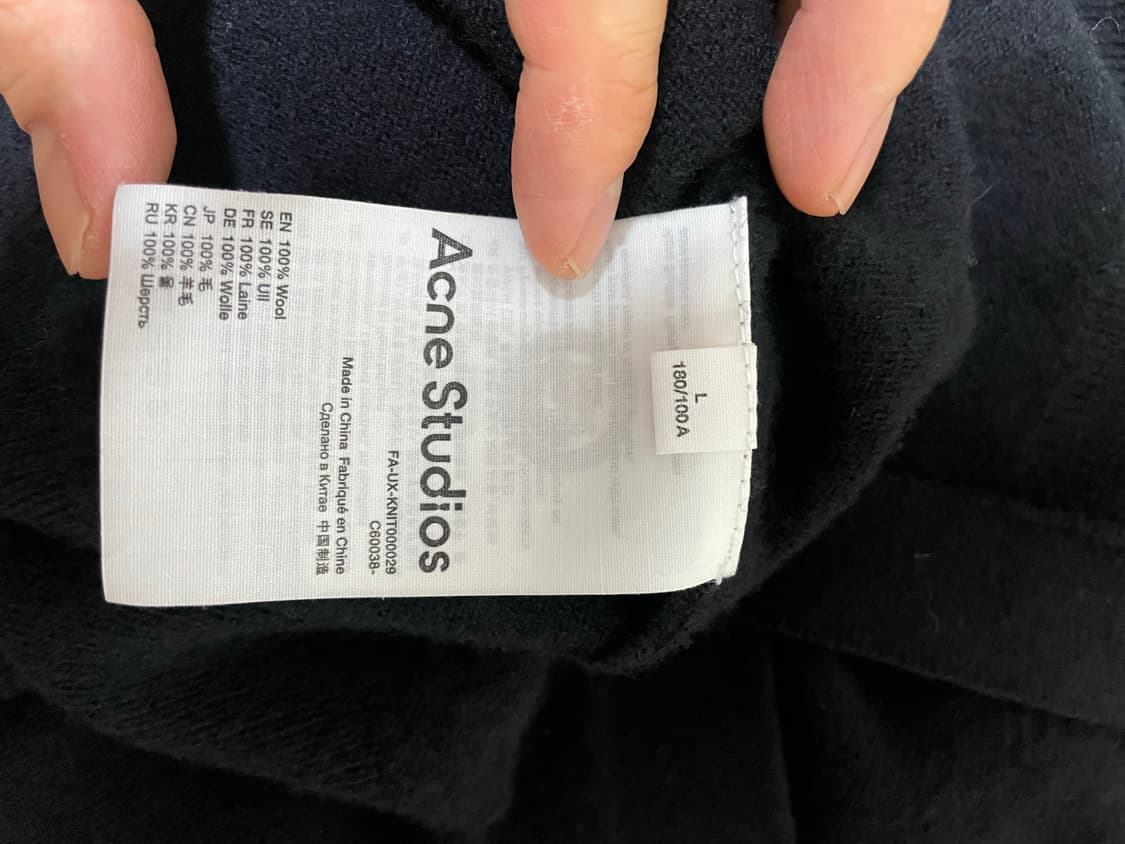 L
180/100 A
Acne Studios
FA-UX-KNIT000029
C60038-
Made in China Fabriqué en Chine
Сделано в Китае 中国制造
EN 100% Wool
SE 100% Ull
FR 100% Laine
DE 100% Wolle
JP 100% 毛
CN 100% 羊毛
KR 100% 울
RU 100% Шерсть